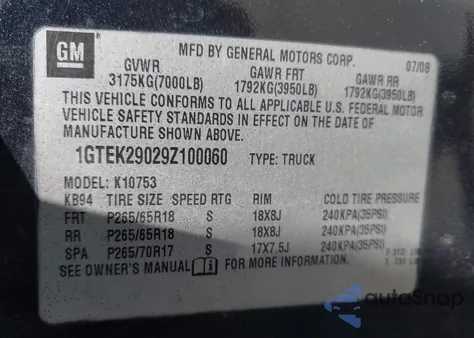 GM
MFD BY GENERAL MOTORS CORP. 07/08
GVWR GAWR FRT GAWR RR
3175KG(7000LB) 1792KG(3950LB) 1792KG(3950LB)
THIS VEHICLE CONFORMS TO ALL APPLICABLE U.S. FEDERAL MOTOR
VEHICLE SAFETY STANDARDS IN EFFECT ON THE DATE OF
MANUFACTURE SHOWN ABOVE.
1GTEK29029Z100060 TYPE: TRUCK
MODEL: K10753
KB94 TIRE SIZE SPEED RTG RIM COLD TIRE PRESSURE
FRT P265/65R18 S 18X8J 240KPA(35PSI)
RR P265/65R18 S 18X8J 240KPA(35PSI)
SPA P265/70R17 S 17X7.5J 240KPA(35PSI)
SEE OWNER'S MANUAL FOR MORE INFORMATION.
autoSnap